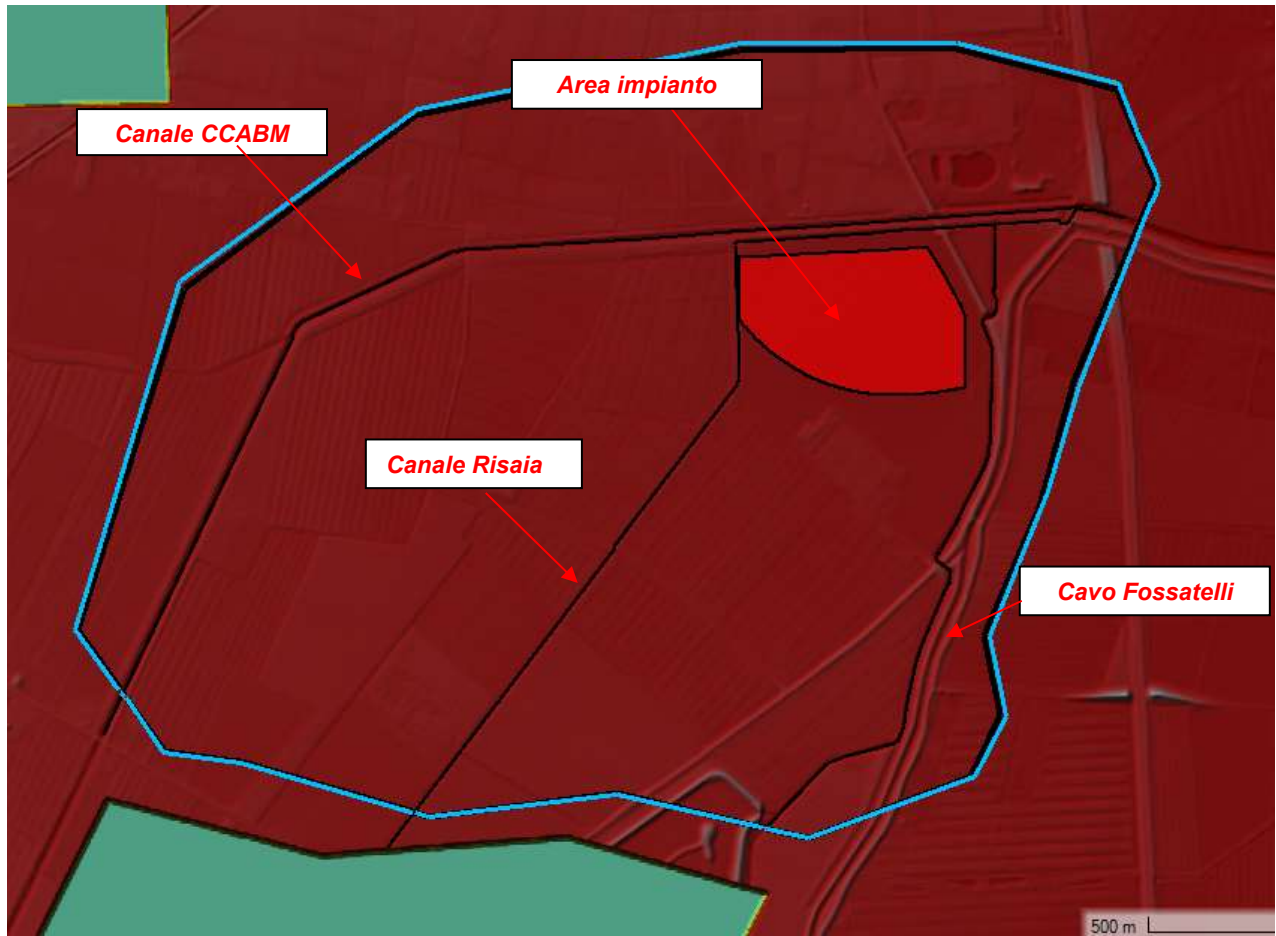 Area impianto
Canale CCABM
Canale Risaia
Cavo Fossatelli
500 m